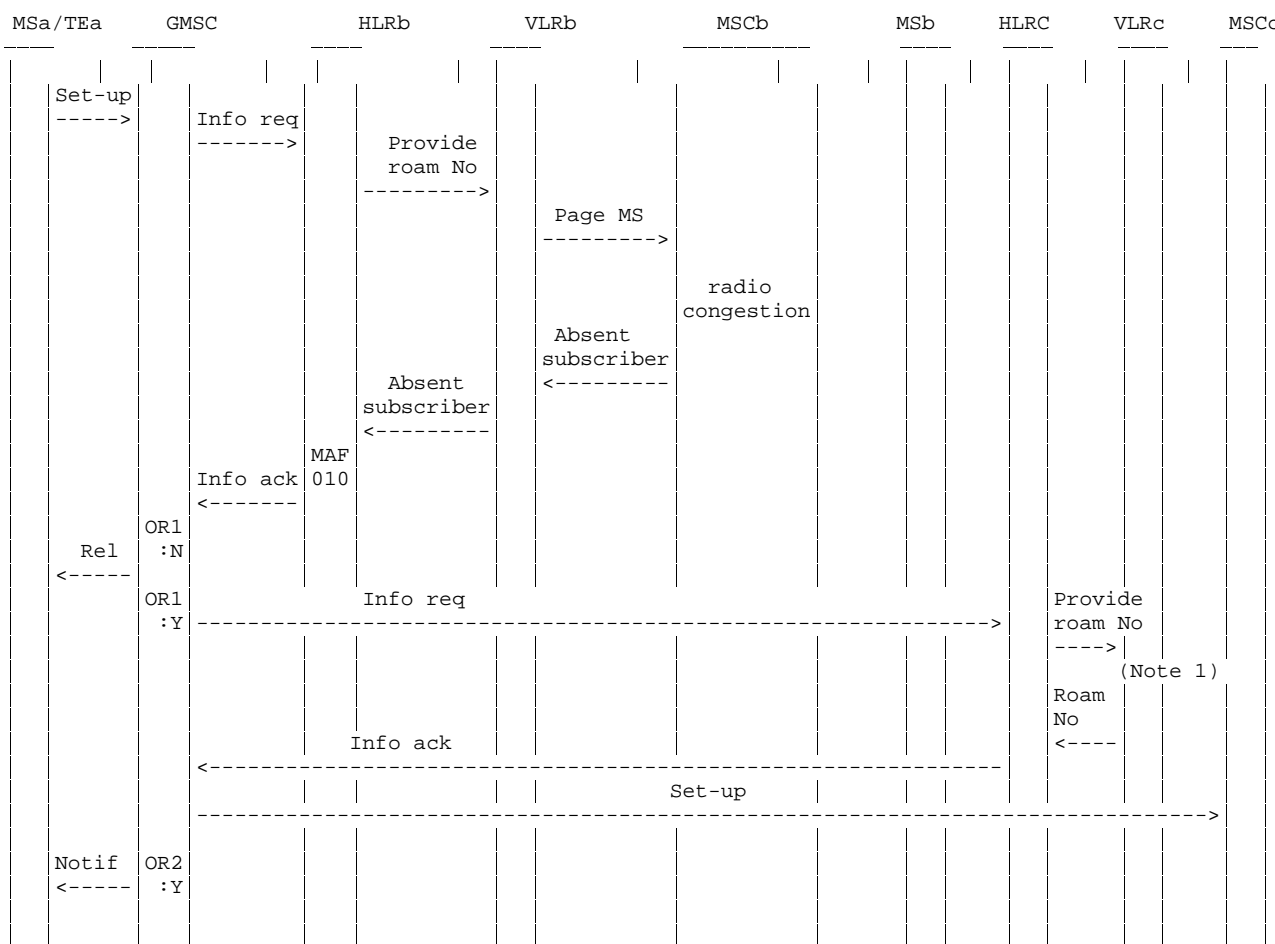 MSa/TEa GMSC HLRb VLRb MSCb MSb HLRC VLRc MSCc
Set-up
-----> Info req
-------> Provide
roam No
--------->
Page MS
--------->
radio
congestion
Absent
subscriber
Absent <---------
subscriber
<---------
MAF
Info ack 010
<-------
OR1
Rel :N
<-----
OR1 Info req Provide
:Y --------------------------------------------------------------> roam No
---->
(Note 1)
Roam
No
Info ack <----
<--------------------------------------------------------------
Set-up
------------------------------------------------------------------------------->
Notif OR2
<----- :Y